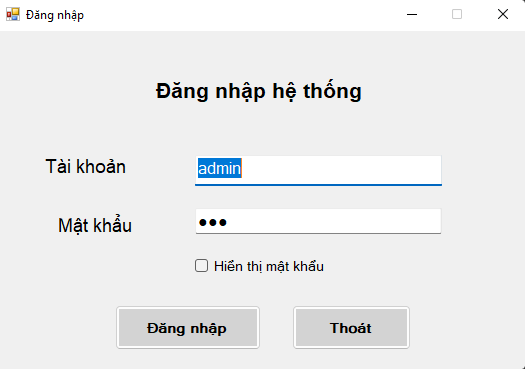 Đăng nhập
Đăng nhập hệ thống
Tài khoản admin
Mật khẩu ●●●
Hiển thị mật khẩu
Đăng nhập Thoát